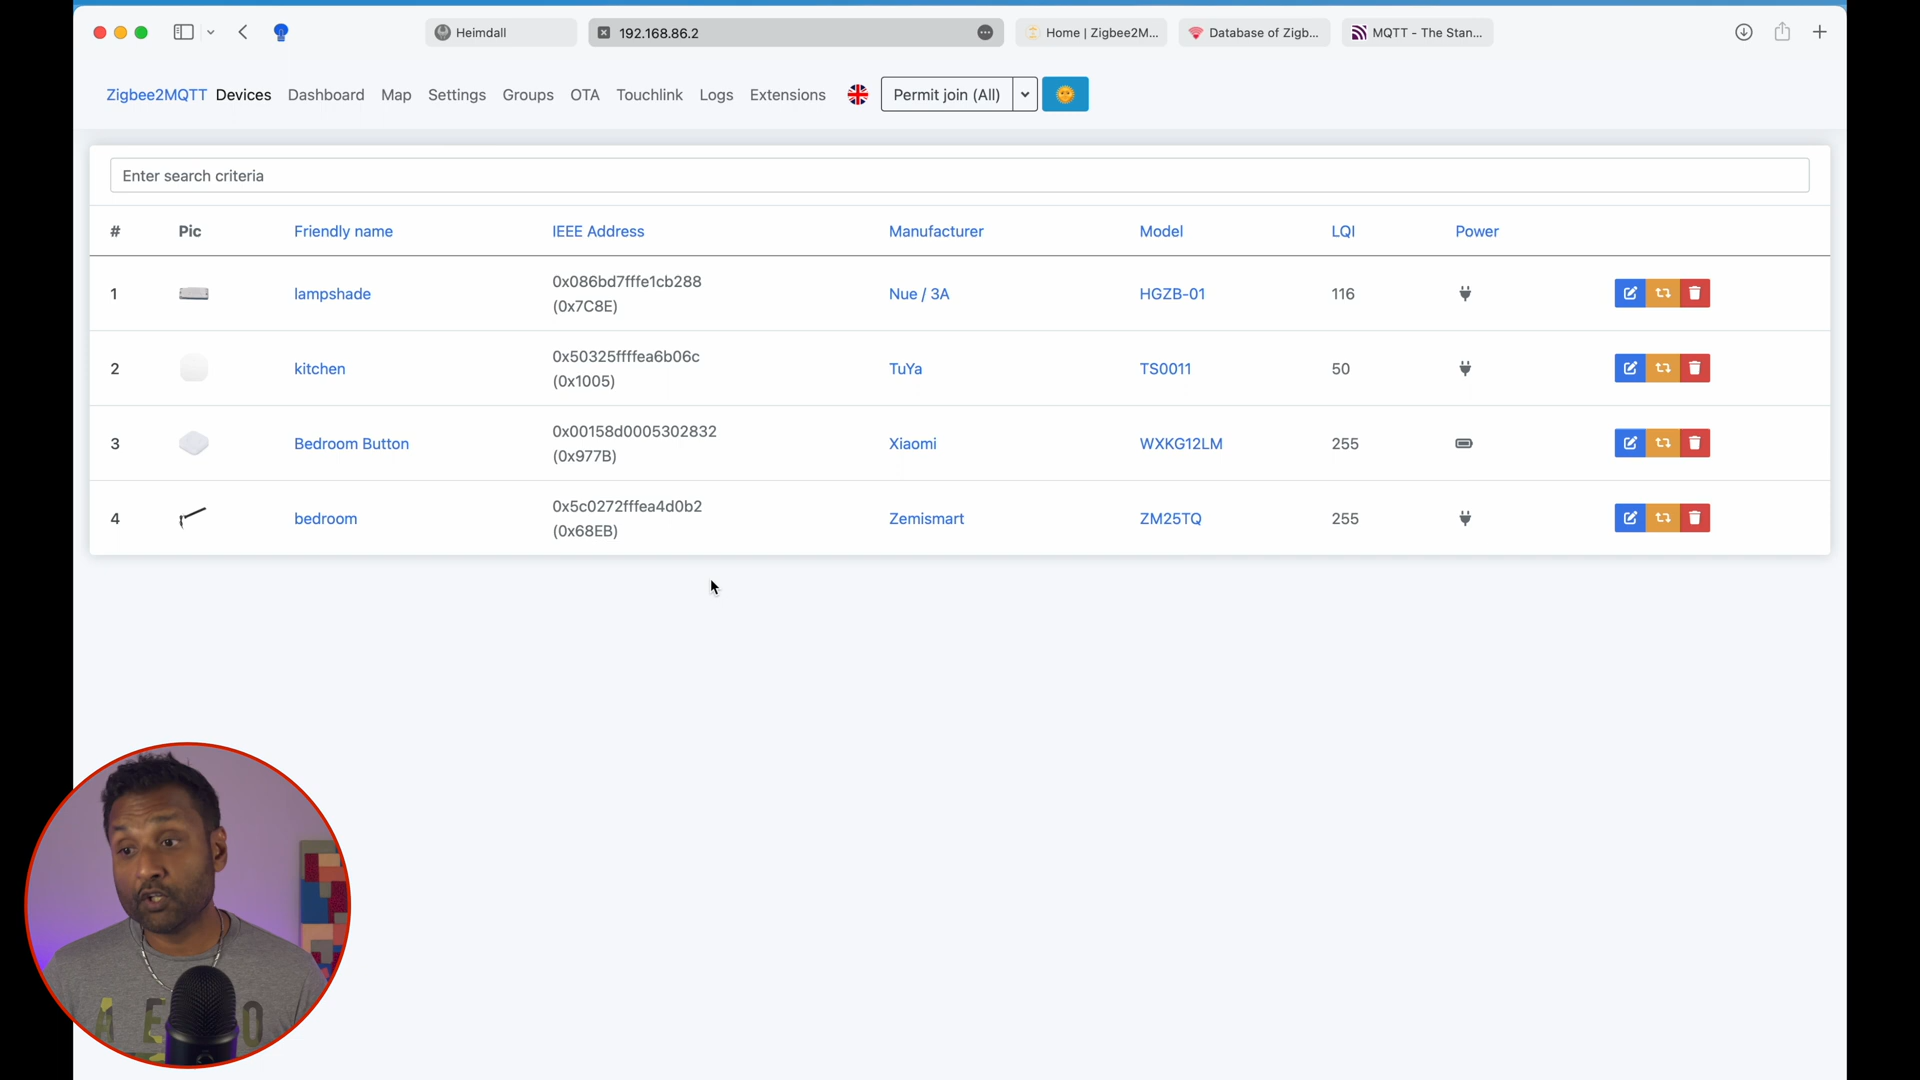 Heimdall
192.168.86.2
Home | Zigbee2M...
Database of Zigb...
MQTT - The Stan...
Zigbee2MQTT Devices Dashboard Map Settings Groups OTA Touchlink Logs Extensions Permit join (All)
Enter search criteria
# Pic Friendly name IEEE Address Manufacturer Model LQI Power
1 lampshade 0x086bd7fffe1cb288 Nue / 3A HGZB-01 116
(0x7C8E)
2 kitchen 0x50325ffffea6b06c TuYa TS0011 50
(0x1005)
3 Bedroom Button 0x00158d0005302832 Xiaomi WXKG12LM 255
(0x977B)
4 bedroom 0x5c0272fffea4d0b2 Zemismart ZM25TQ 255
(0x68EB)